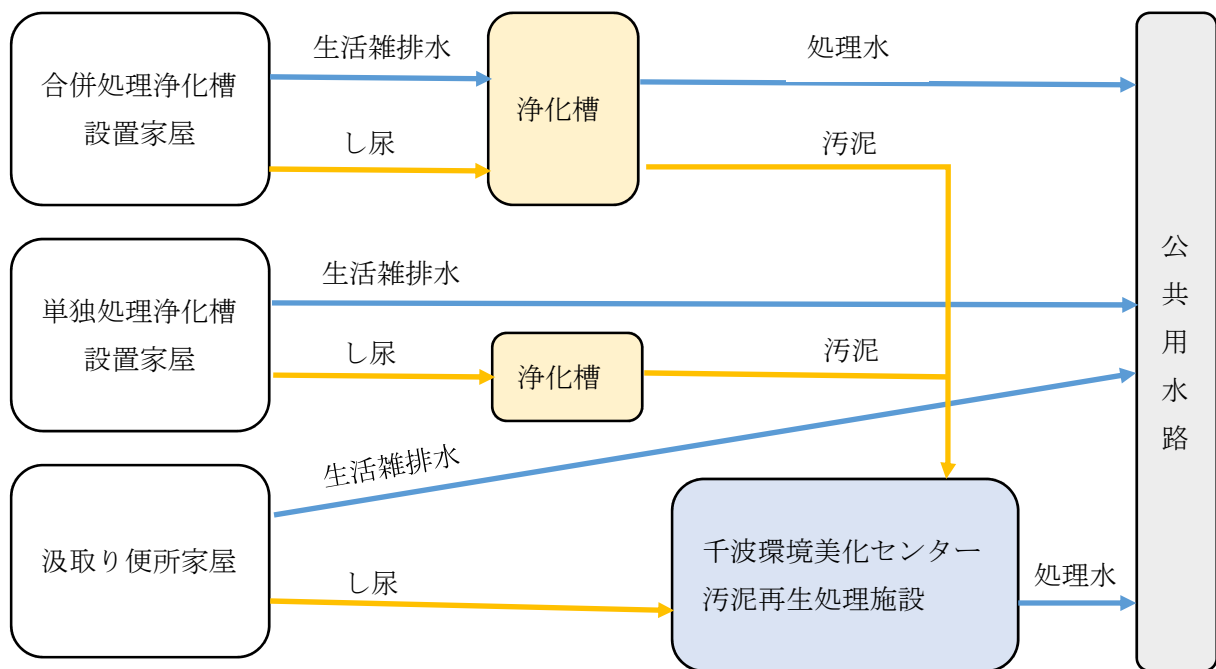 合併処理浄化槽
設置家屋
生活雑排水
し尿
浄化槽
処理水
汚泥
単独処理浄化槽
設置家屋
生活雑排水
し尿
浄化槽
汚泥
汲取り便所家屋
生活雑排水
し尿
千波環境美化センター
汚泥再生処理施設
処理水
公共用水路